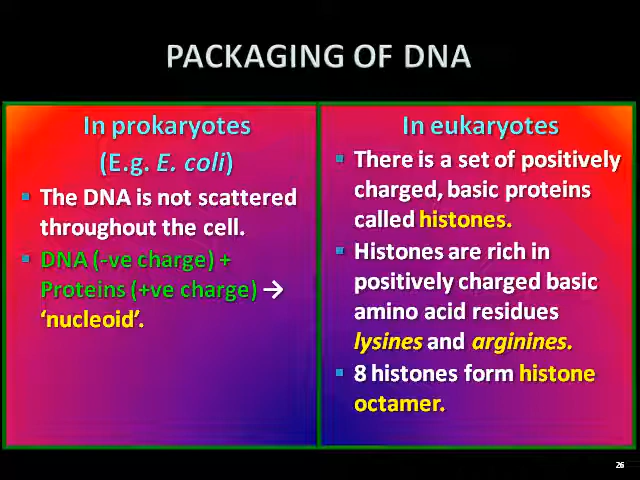 PACKAGING OF DNA
In prokaryotes
(E.g. E. coli)
▪ The DNA is not scattered
throughout the cell.
▪ DNA (-ve charge) +
Proteins (+ve charge) →
‘nucleoid’.
In eukaryotes
▪ There is a set of positively
charged, basic proteins
called histones.
▪ Histones are rich in
positively charged basic
amino acid residues
lysines and arginines.
▪ 8 histones form histone
octamer.
26